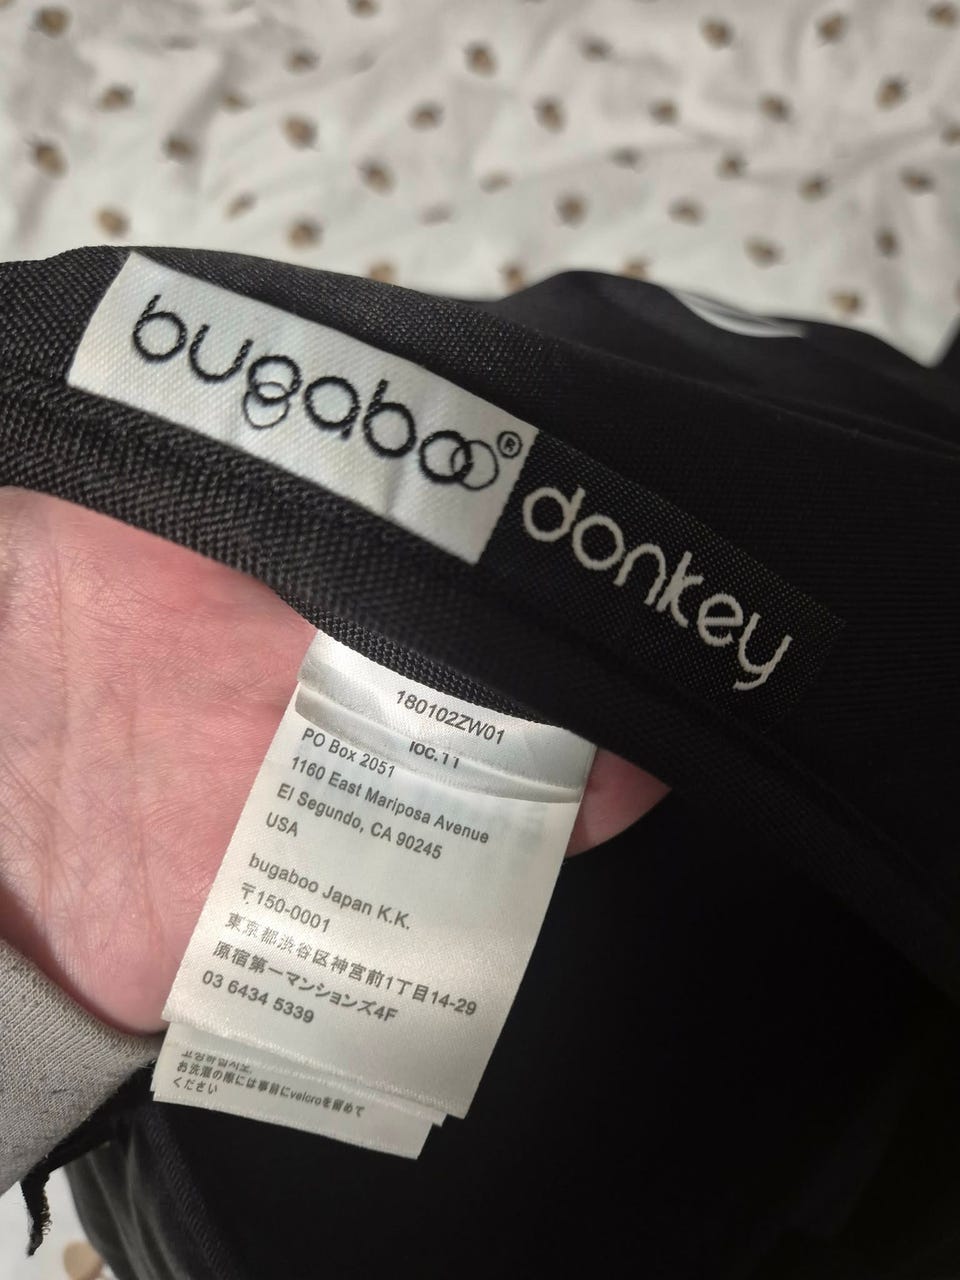 bugaboo®
donkey
180102ZW01
loc.11
PO Box 2051
1160 East Mariposa Avenue
El Segundo, CA 90245
USA
bugaboo Japan K.K.
〒150-0001
東京都渋谷区神宮前1丁目14-29
原宿第一マンションズ4F
03 6434 5339
お洗濯の際には事前にvelcroを留めて
ください